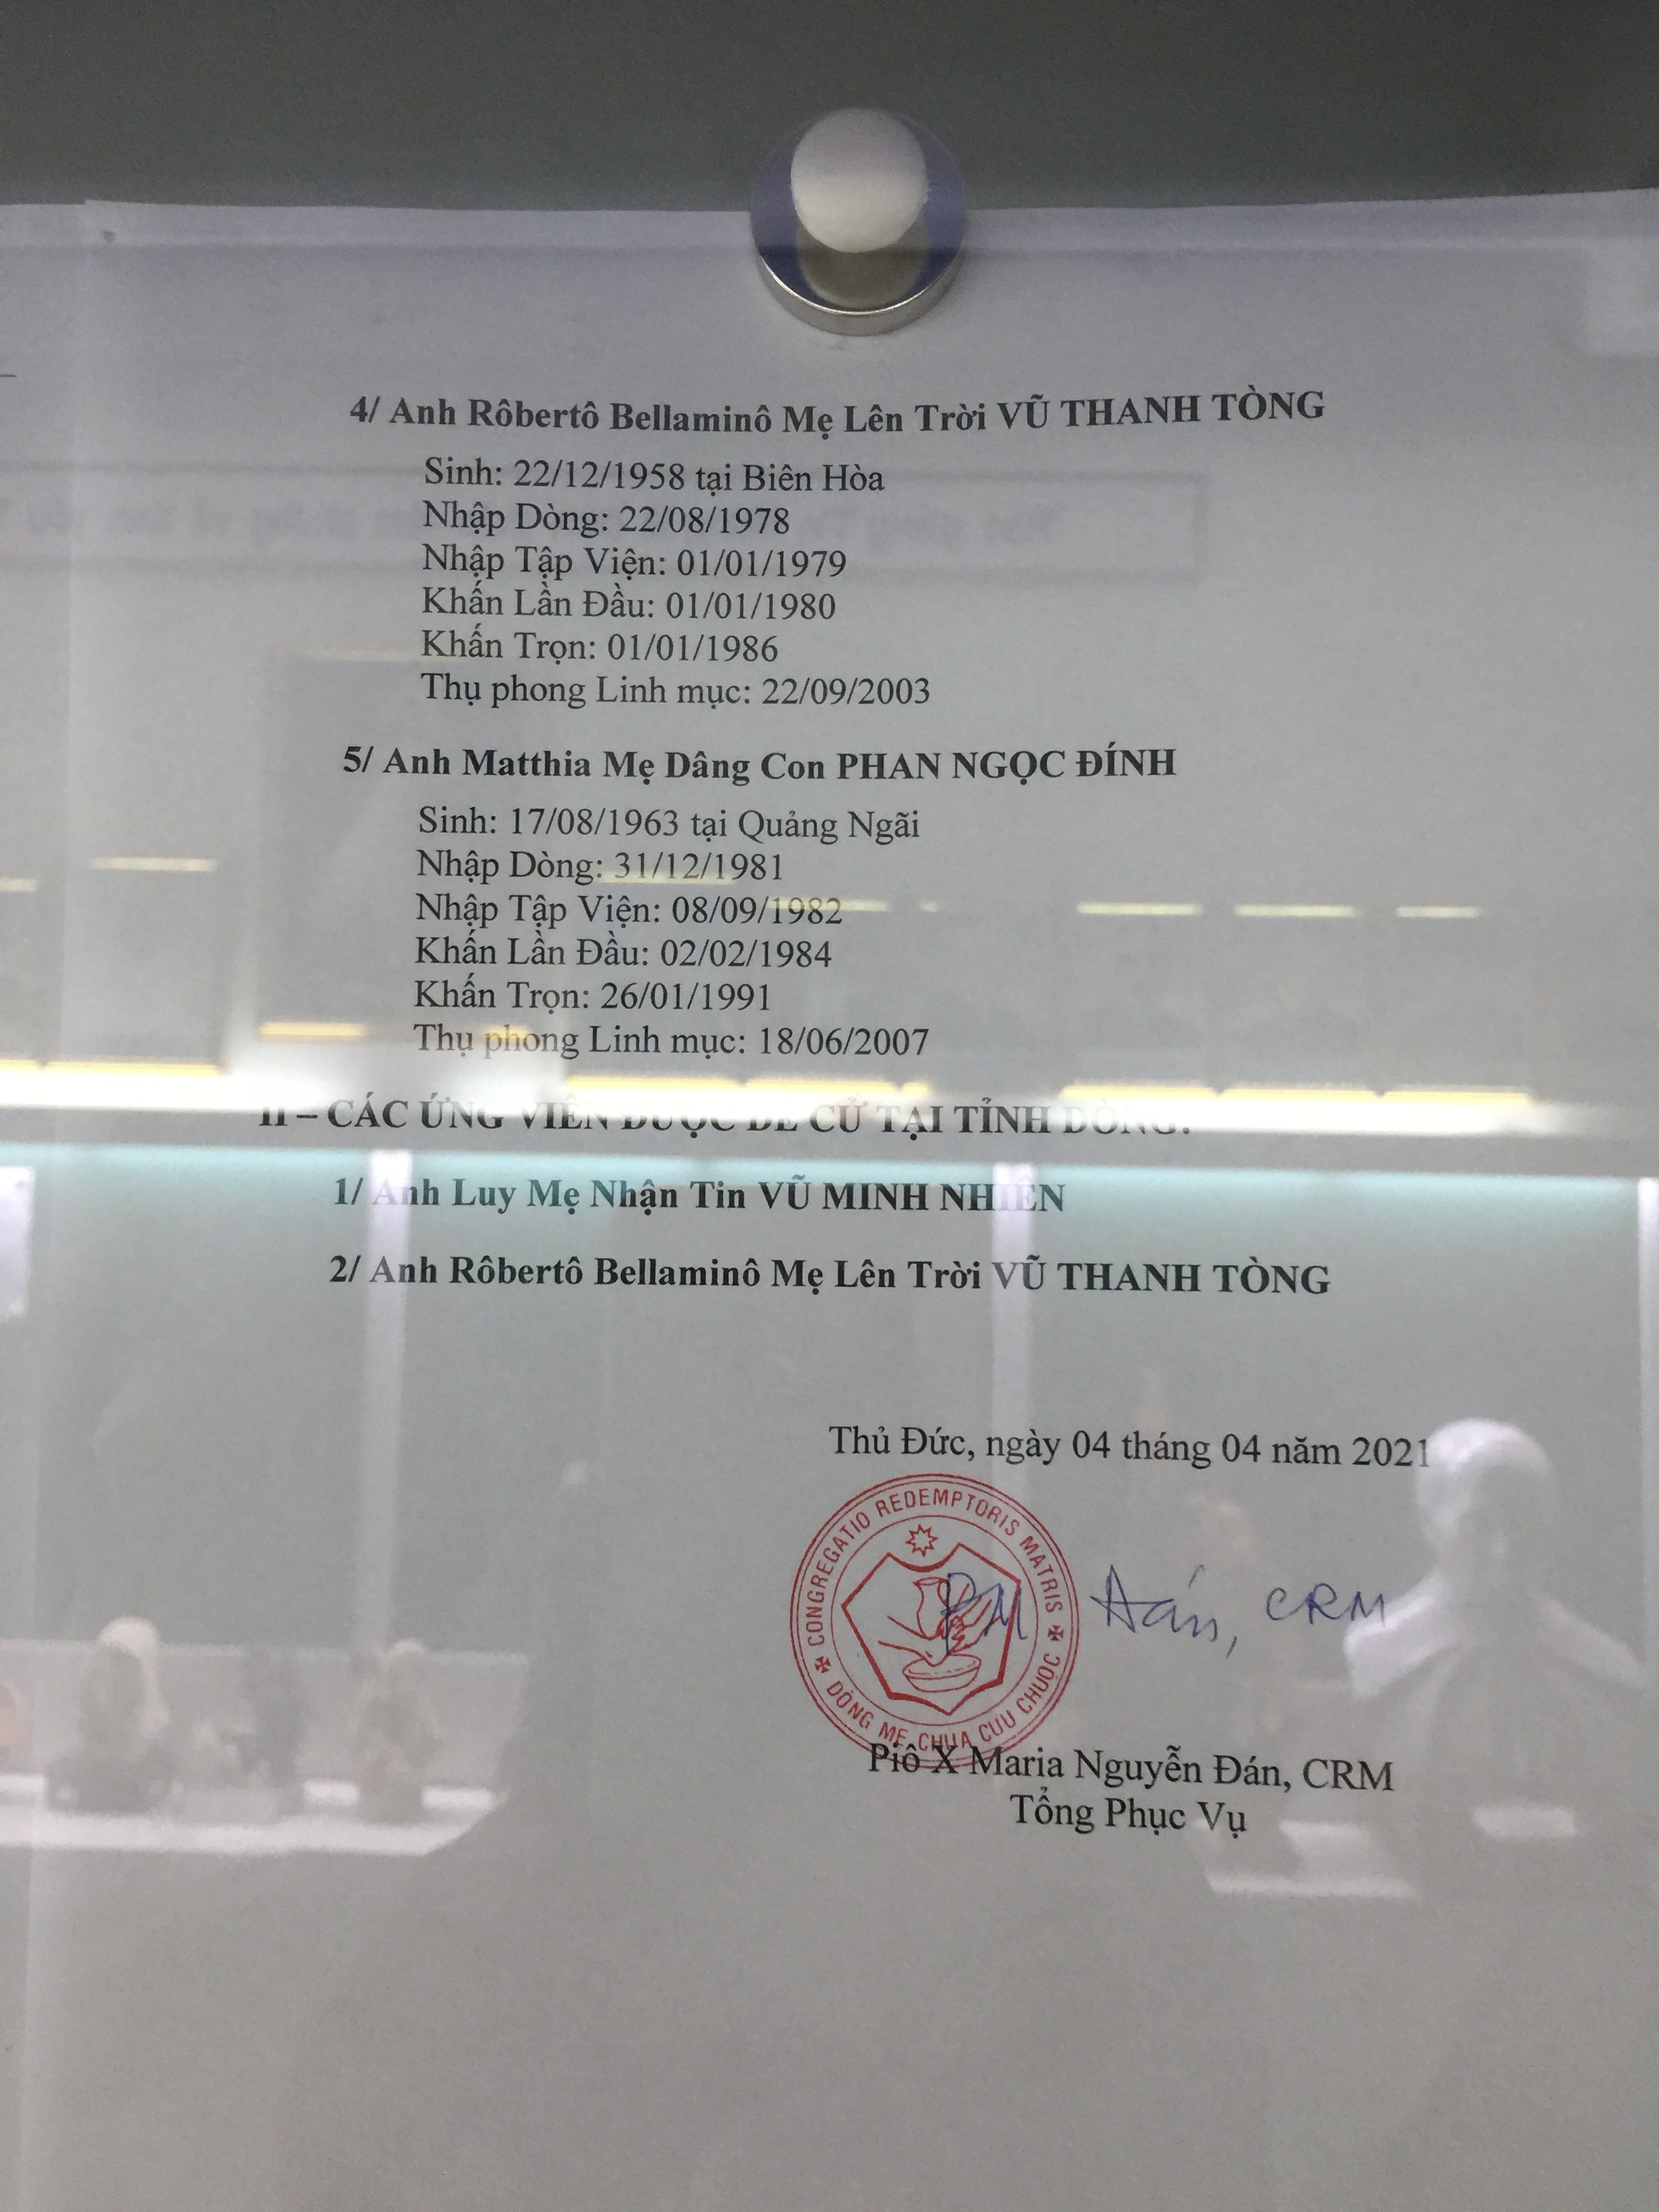 4/ Anh Rôbertô Bellaminô Mẹ Lên Trời VŨ THANH TÒNG
Sinh: 22/12/1958 tại Biên Hòa
Nhập Dòng: 22/08/1978
Nhập Tập Viện: 01/01/1979
Khấn Lần Đầu: 01/01/1980
Khấn Trọn: 01/01/1986
Thụ phong Linh mục: 22/09/2003
5/ Anh Matthia Mẹ Dâng Con PHAN NGỌC ĐÍNH
Sinh: 17/08/1963 tại Quảng Ngãi
Nhập Dòng: 31/12/1981
Nhập Tập Viện: 08/09/1982
Khấn Lần Đầu: 02/02/1984
Khấn Trọn: 26/01/1991
Thụ phong Linh mục: 18/06/2007
II – CÁC ỨNG VIÊN ĐƯỢC ĐỀ CỬ TẠI TỈNH DÒNG:
1/ Anh Luy Mẹ Nhận Tin VŨ MINH NHIÊN
2/ Anh Rôbertô Bellaminô Mẹ Lên Trời VŨ THANH TÒNG
Thủ Đức, ngày 04 tháng 04 năm 2021
CONGREGATIO REDEMPTORIS MATRIS
DÒNG MẸ CHÚA CỨU CHUỘC
PM Đán, CRM
Piô X Maria Nguyễn Đán, CRM
Tổng Phục Vụ